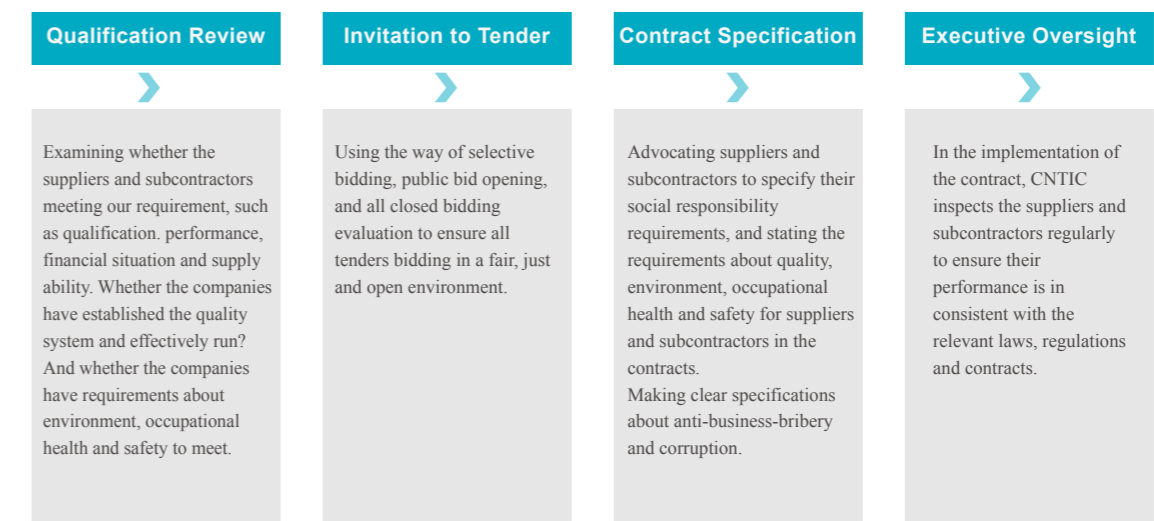 Qualification Review
Examining whether the
suppliers and subcontractors
meeting our requirement, such
as qualification. performance,
financial situation and supply
ability. Whether the companies
have established the quality
system and effectively run?
And whether the companies
have requirements about
environment, occupational
health and safety to meet.
Invitation to Tender
Using the way of selective
bidding, public bid opening,
and all closed bidding
evaluation to ensure all
tenders bidding in a fair, just
and open environment.
Contract Specification
Advocating suppliers and
subcontractors to specify their
social responsibility
requirements, and stating the
requirements about quality,
environment, occupational
health and safety for suppliers
and subcontractors in the
contracts.
Making clear specifications
about anti-business-bribery
and corruption.
Executive Oversight
In the implementation of
the contract, CNTIC
inspects the suppliers and
subcontractors regularly
to ensure their
performance is in
consistent with the
relevant laws, regulations
and contracts.